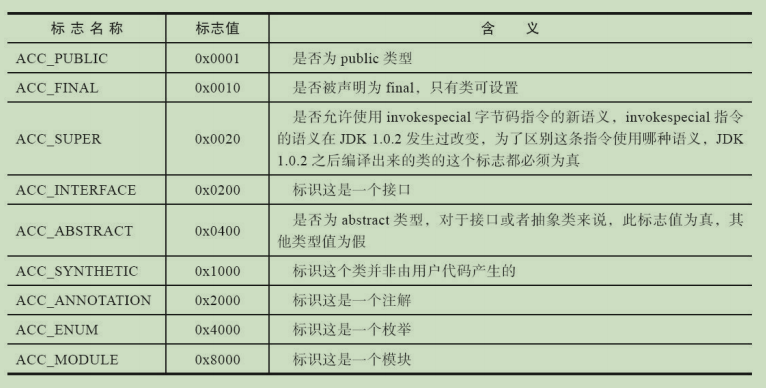 标志名称 标志值 含义
ACC_PUBLIC 0x0001 是否为 public 类型
ACC_FINAL 0x0010 是否被声明为 final，只有类可设置
ACC_SUPER 0x0020 是否允许使用 invokespecial 字节码指令的新语义，invokespecial 指令
的语义在 JDK 1.0.2 发生过改变，为了区别这条指令使用哪种语义，JDK
1.0.2 之后编译出来的类的这个标志都必须为真
ACC_INTERFACE 0x0200 标识这是一个接口
ACC_ABSTRACT 0x0400 是否为 abstract 类型，对于接口或者抽象类来说，此标志值为真，其
他类型值为假
ACC_SYNTHETIC 0x1000 标识这个类并非由用户代码产生的
ACC_ANNOTATION 0x2000 标识这是一个注解
ACC_ENUM 0x4000 标识这是一个枚举
ACC_MODULE 0x8000 标识这是一个模块